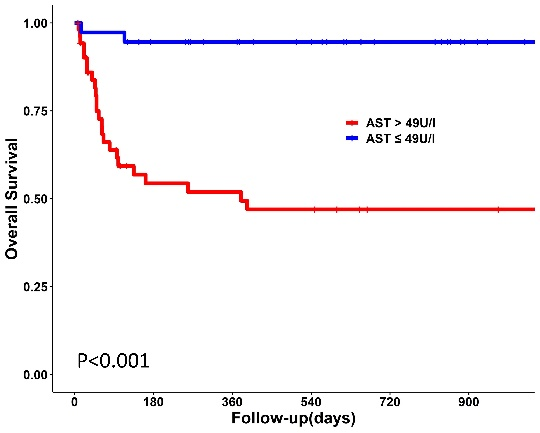 1.00
0.75
0.50
0.25
0.00
Overall Survival
AST > 49U/l
AST ≤ 49U/l
P<0.001
0 180 360 540 720 900
Follow-up(days)